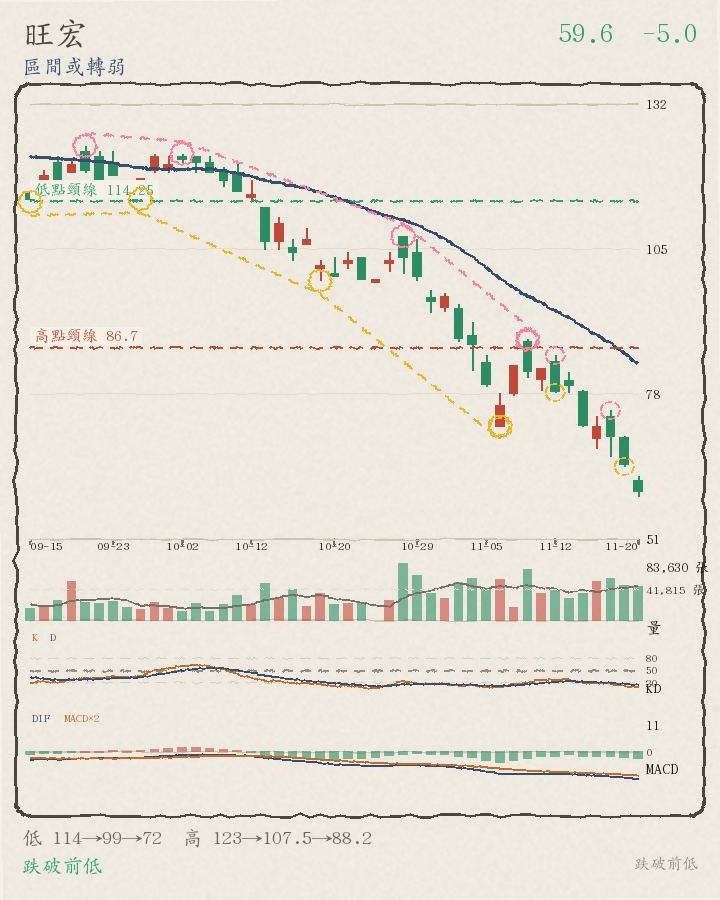 旺宏 59.6 -5.0
區間或轉弱
132
低點頸線 114.25
105
高點頸線 86.7
78
51
09-15 09-23 10-02 10-12 10-20 10-29 11-05 11-12 11-20
83,630 張
41,815 張
量
K D
80
50
20
KD
DIF MACD×2
11
0
MACD
低 114→99→72 高 123→107.5→88.2
跌破前低 跌破前低